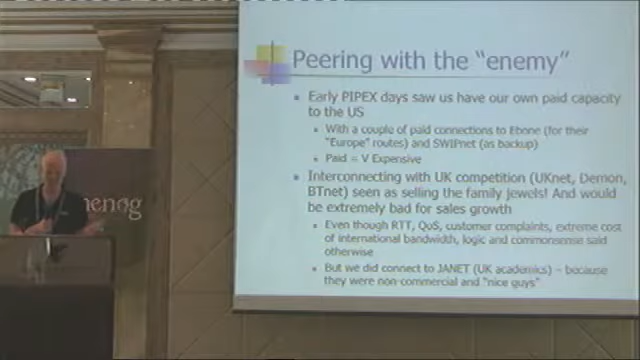 Peering with the "enemy"
Early PIPEX days saw us have our own paid capacity
to the US
With a couple of paid connections to Ebone (for their
"Europe" routes) and SWIPnet (as backup)
Paid = V Expensive
Interconnecting with UK competition (UKnet, Demon,
BTnet) seen as selling the family jewels! And would
be extremely bad for sales growth
Even though RTT, QoS, customer complaints, extreme cost
of international bandwidth, logic and commonsense said
otherwise
But we did connect to JANET (UK academics) – because
they were non-commercial and "nice guys"
menog